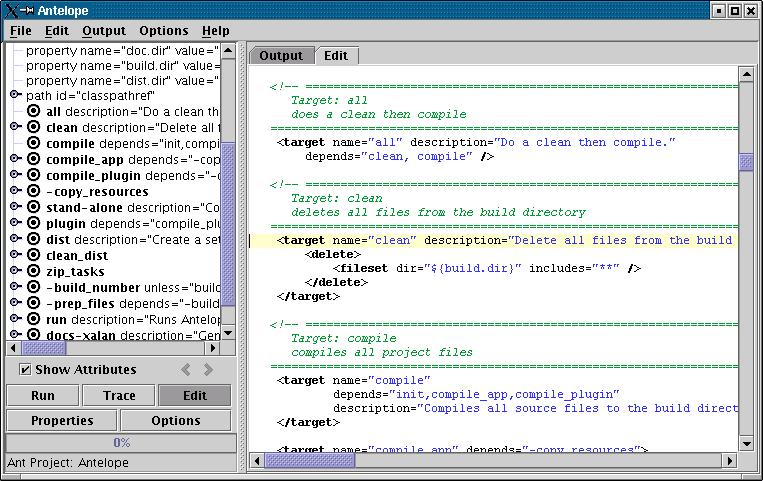 Antelope
File Edit Output Options Help
property name="doc.dir" value="
property name="build.dir" value=
property name="dist.dir" value="
path id="classpathref"
all description="Do a clean th
clean description="Delete all f
compile depends="init,compi
compile_app depends="-cop
compile_plugin depends="-c
-copy_resources
stand-alone description="Co
plugin depends="compile_plu
dist description="Create a set
clean_dist
zip_tasks
-build_number unless="build
-prep_files depends="-build
run description="Runs Antelop
docs-xalan description="Gen
Show Attributes
Run Trace Edit
Properties Options
0%
Ant Project: Antelope
Output Edit
<!-- ==============================================================
Target: all
does a clean then compile
==============================================================
<target name="all" description="Do a clean then compile."
depends="clean, compile" />
<!-- ==============================================================
Target: clean
deletes all files from the build directory
==============================================================
<target name="clean" description="Delete all files from the build
<delete>
<fileset dir="${build.dir}" includes="**" />
</delete>
</target>
<!-- ==============================================================
Target: compile
compiles all project files
==============================================================
<target name="compile"
depends="init,compile_app,compile_plugin"
description="Compiles all source files to the build direct
</target>
<target name="compile_app" depends="-copy_resources">